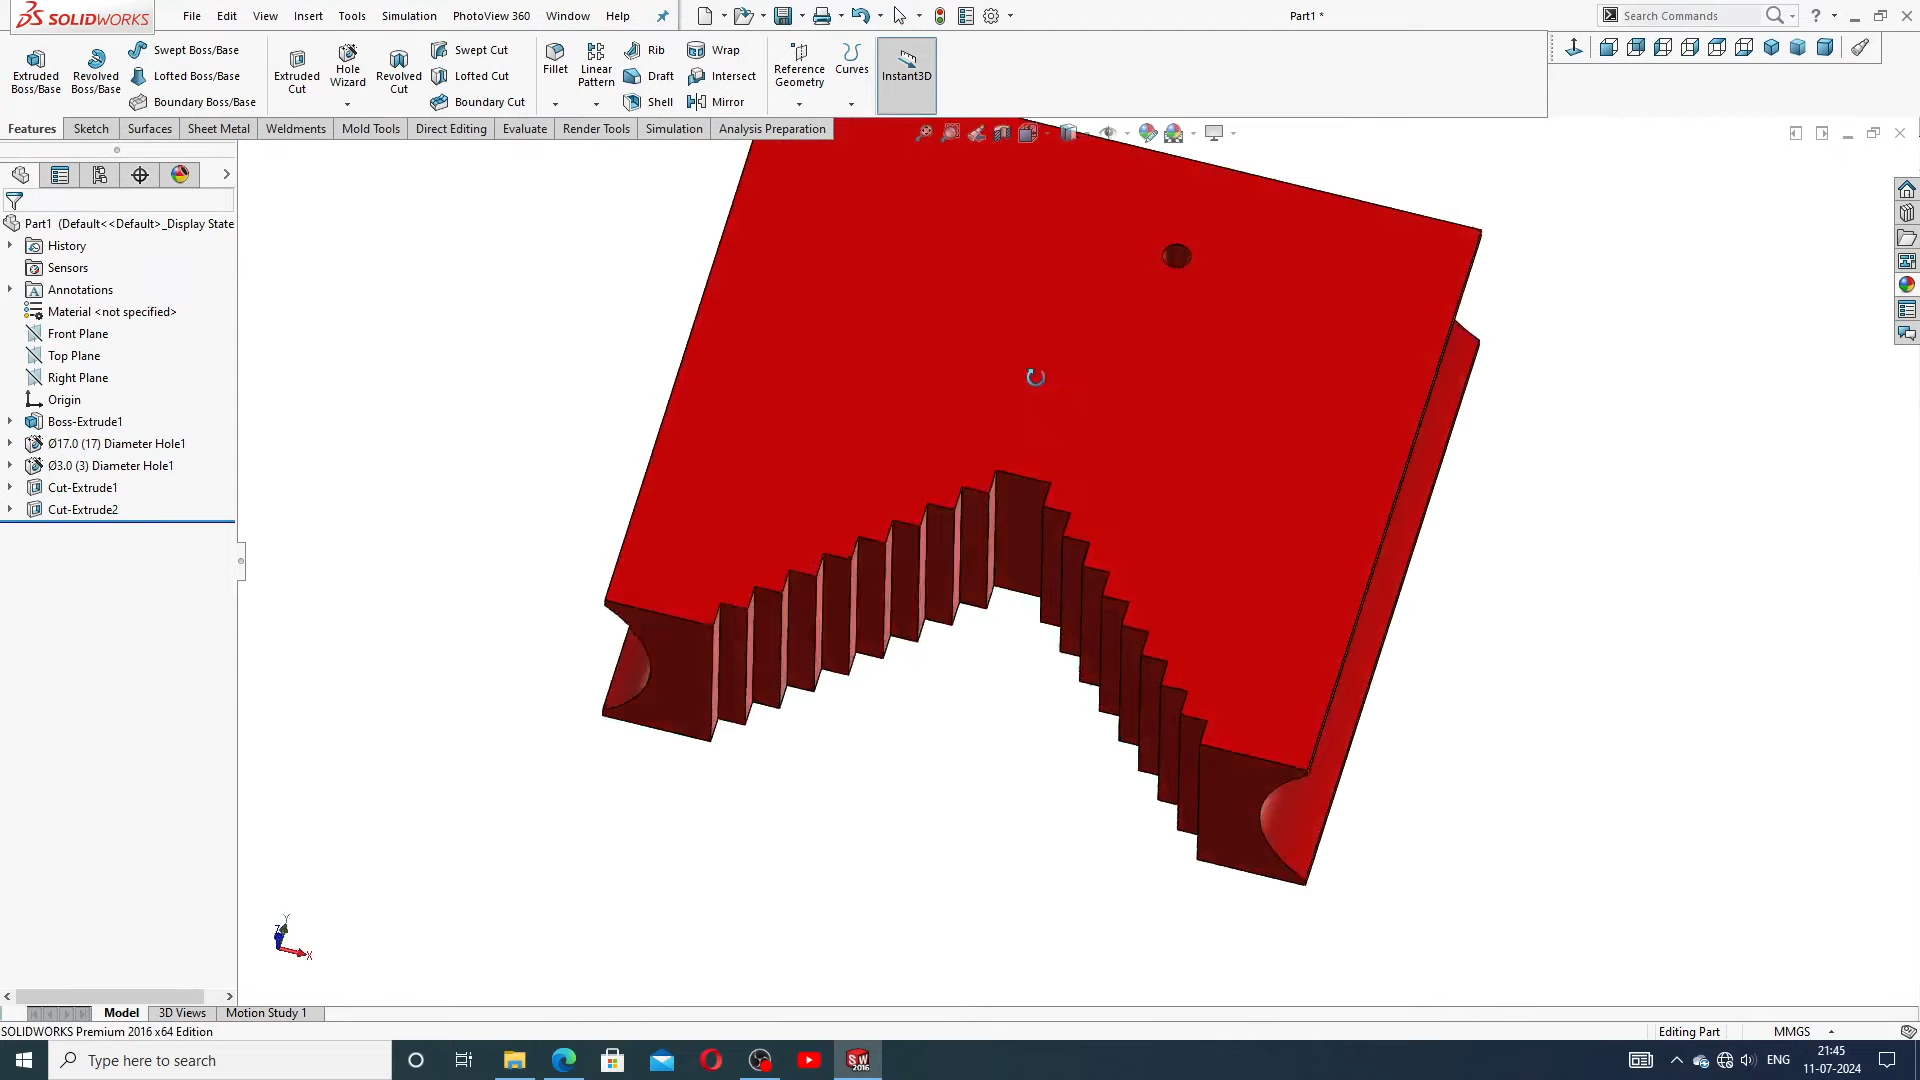 SOLIDWORKS File Edit View Insert Tools Simulation PhotoView 360 Window Help Part1 * Search Commands ?
Extruded Boss/Base
Revolved Boss/Base
Swept Boss/Base
Lofted Boss/Base
Boundary Boss/Base
Extruded Cut
Hole Wizard
Revolved Cut
Swept Cut
Lofted Cut
Boundary Cut
Fillet
Linear Pattern
Rib
Draft
Shell
Wrap
Intersect
Mirror
Reference Geometry
Curves
Instant3D
Features Sketch Surfaces Sheet Metal Weldments Mold Tools Direct Editing Evaluate Render Tools Simulation Analysis Preparation
Part1 (Default<<Default>_Display State
History
Sensors
Annotations
Material <not specified>
Front Plane
Top Plane
Right Plane
Origin
Boss-Extrude1
Ø17.0 (17) Diameter Hole1
Ø3.0 (3) Diameter Hole1
Cut-Extrude1
Cut-Extrude2
Y
Z
X
Model 3D Views Motion Study 1
SOLIDWORKS Premium 2016 x64 Edition Editing Part MMGS
Type here to search
SW 2016
ENG
21:45
11-07-2024